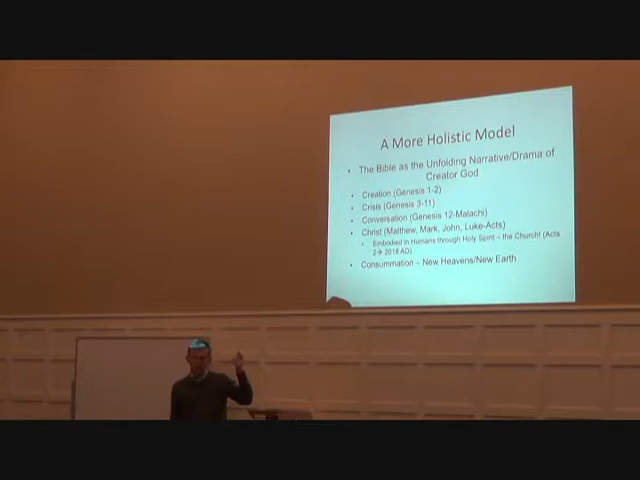 A More Holistic Model
• The Bible as the Unfolding Narrative/Drama of
Creator God
• Creation (Genesis 1-2)
• Crisis (Genesis 3-11)
• Conversation (Genesis 12-Malachi)
• Christ (Matthew, Mark, John, Luke-Acts)
• Embodied in Humans through Holy Spirit – the Church! (Acts
2→ 2018 AD)
• Consummation – New Heavens/New Earth